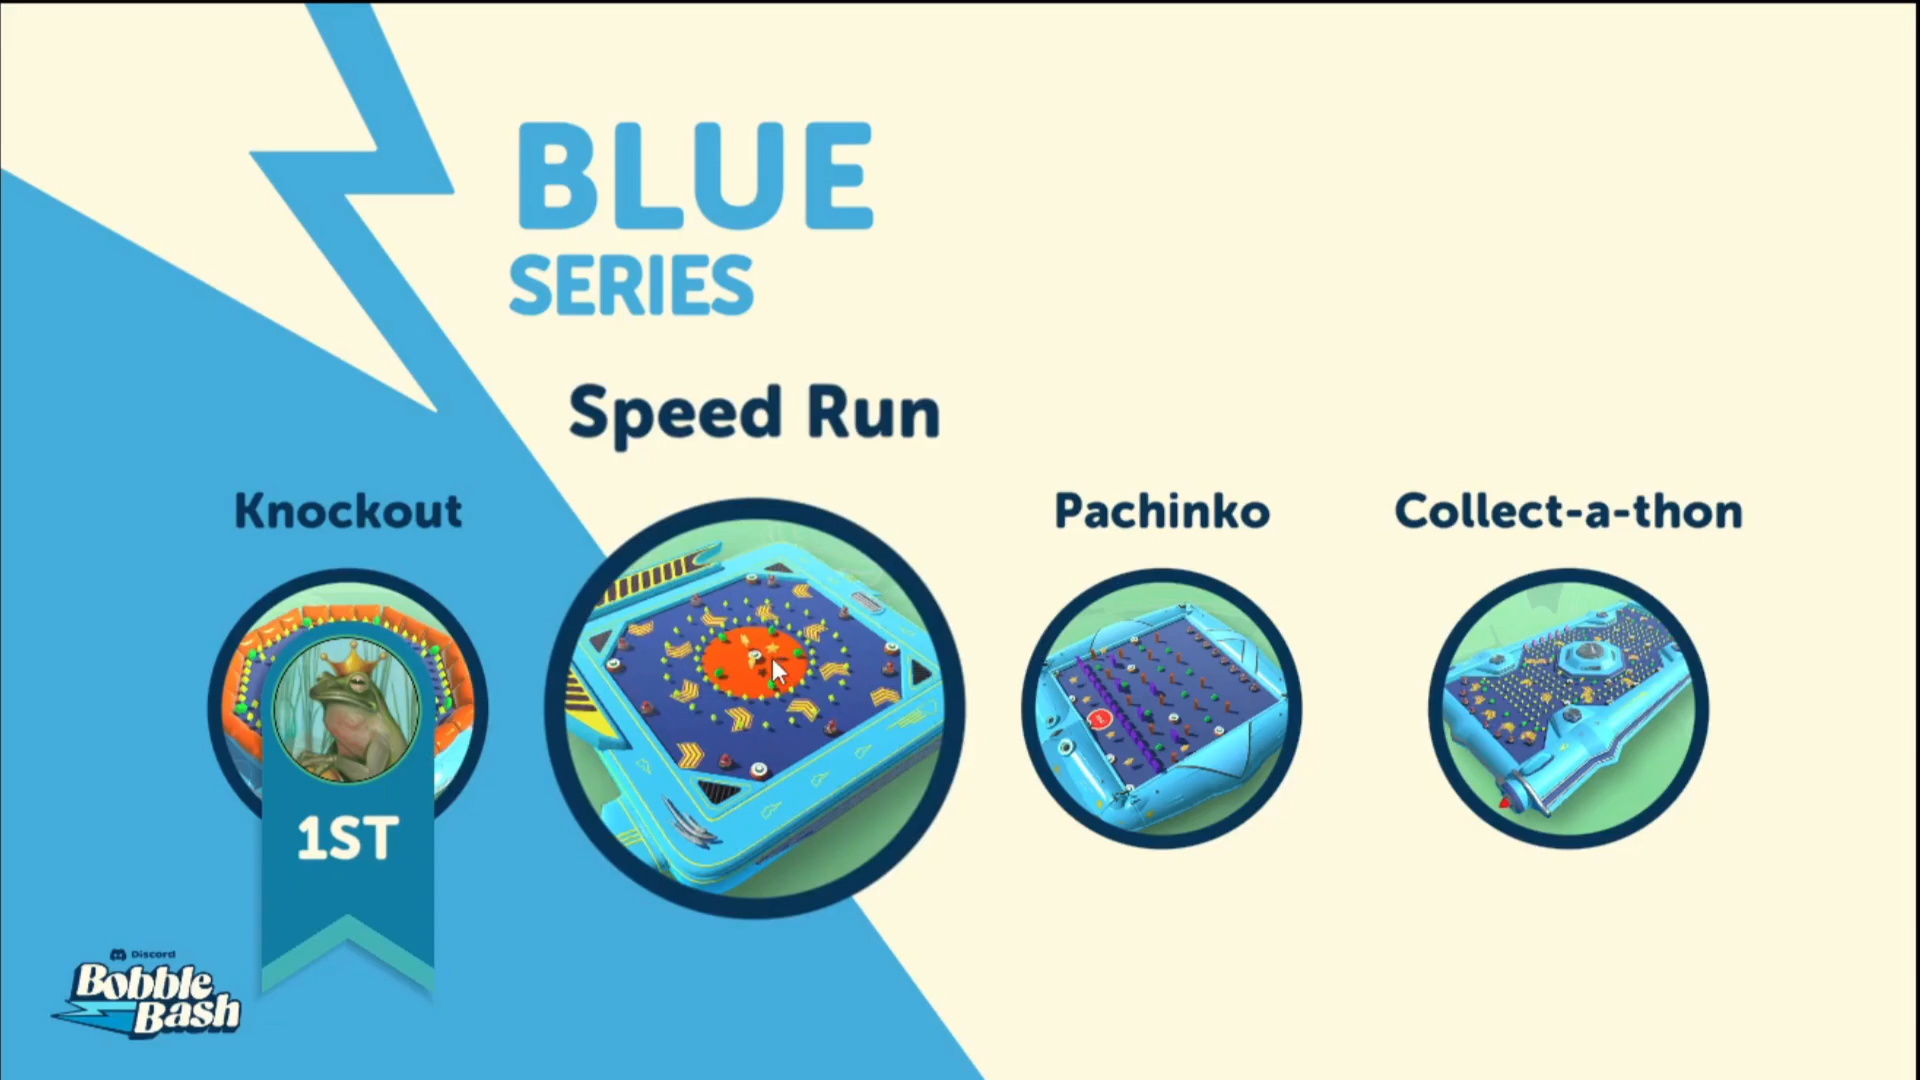 BLUE
SERIES
Speed Run
Knockout
Pachinko
Collect-a-thon
1ST
Discord
Bobble
Bash